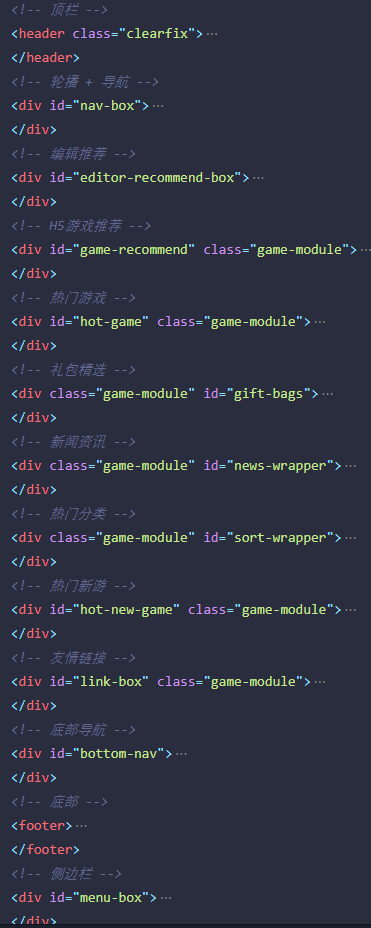 <!-- 顶栏 -->
<header class="clearfix">···
</header>
<!-- 轮播 + 导航 -->
<div id="nav-box">···
</div>
<!-- 编辑推荐 -->
<div id="editor-recommend-box">···
</div>
<!-- H5游戏推荐 -->
<div id="game-recommend" class="game-module">···
</div>
<!-- 热门游戏 -->
<div id="hot-game" class="game-module">···
</div>
<!-- 礼包精选 -->
<div class="game-module" id="gift-bags">···
</div>
<!-- 新闻资讯 -->
<div class="game-module" id="news-wrapper">···
</div>
<!-- 热门分类 -->
<div class="game-module" id="sort-wrapper">···
</div>
<!-- 热门新游 -->
<div id="hot-new-game" class="game-module">···
</div>
<!-- 友情链接 -->
<div id="link-box" class="game-module">···
</div>
<!-- 底部导航 -->
<div id="bottom-nav">···
</div>
<!-- 底部 -->
<footer>···
</footer>
<!-- 侧边栏 -->
<div id="menu-box">···
</div>